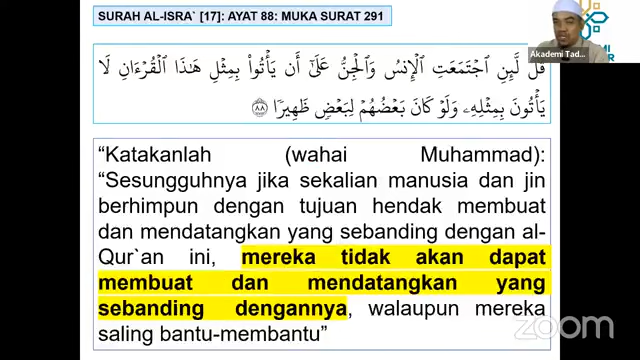 SURAH AL-ISRA` [17]: AYAT 88: MUKA SURAT 291
Akademi Tad...
قُل لَّئِنِ ٱجْتَمَعَتِ ٱلْإِنسُ وَٱلْجِنُّ عَلَىٰٓ أَن يَأْتُوا۟ بِمِثْلِ هَـٰذَا ٱلْقُرْءَانِ لَا
يَأْتُونَ بِمِثْلِهِۦ وَلَوْ كَانَ بَعْضُهُمْ لِبَعْضٍ ظَهِيرًا ۝٨٨
“Katakanlah (wahai Muhammad):
“Sesungguhnya jika sekalian manusia dan jin
berhimpun dengan tujuan hendak membuat
dan mendatangkan yang sebanding dengan al-
Qur`an ini, mereka tidak akan dapat
membuat dan mendatangkan yang
sebanding dengannya, walaupun mereka
saling bantu-membantu”
zoom